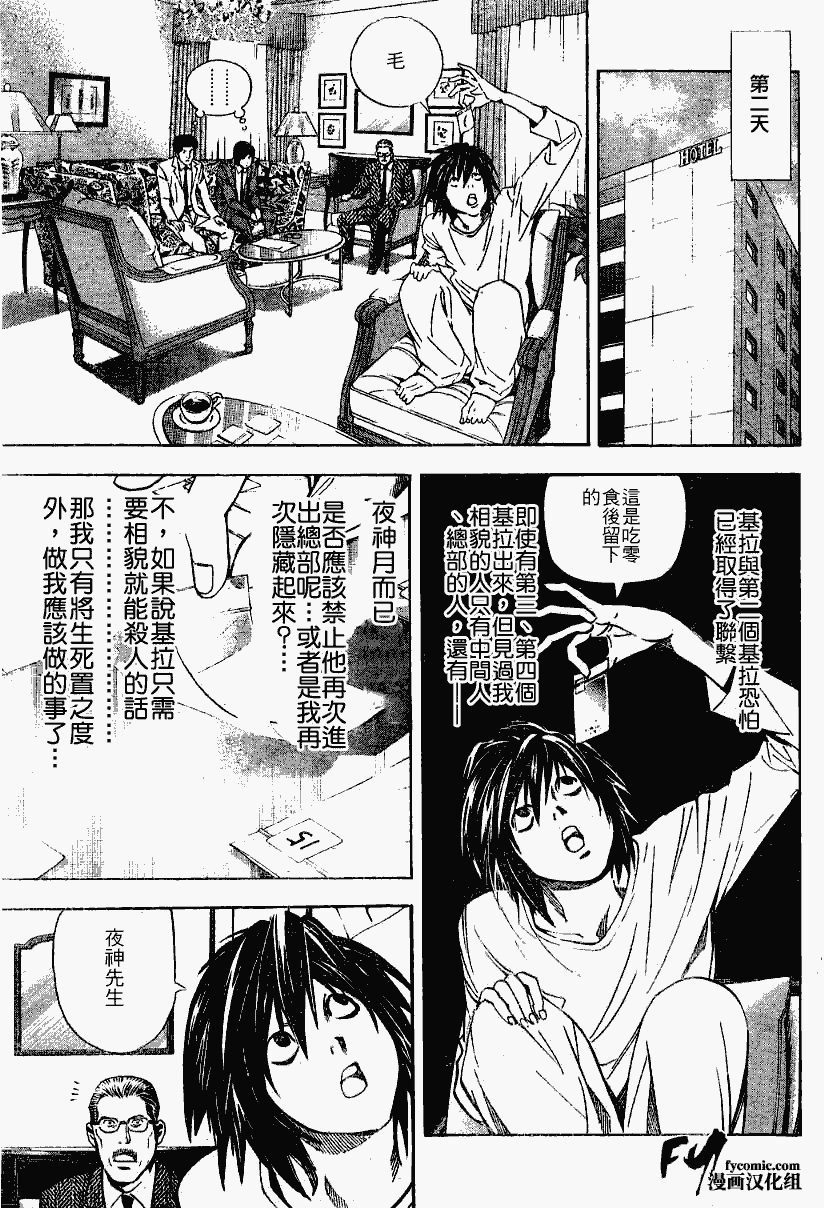 第二天
HOTEL
毛
……
基拉與第二個基拉恐怕
已經取得了聯繫
這是吃零
食後留下
的
即使有第三、第四個
基拉出來，但見過我
相貌的人只有中間人
、總部的人，還有——
夜神月而已
是否應該禁止他再次進
出總部呢…或者是我再
次隱藏起來？…
不，如果說基拉只需
要相貌就能殺人的話
………………………
那我只有將生死置之度
外，做我應該做的事了…
15
夜神先生
FY
fycomic.com
漫画汉化组